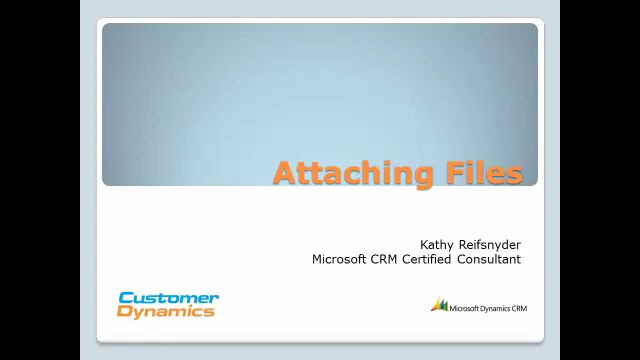 Attaching Files
Kathy Reifsnyder
Microsoft CRM Certified Consultant
Customer
Dynamics
Microsoft Dynamics CRM